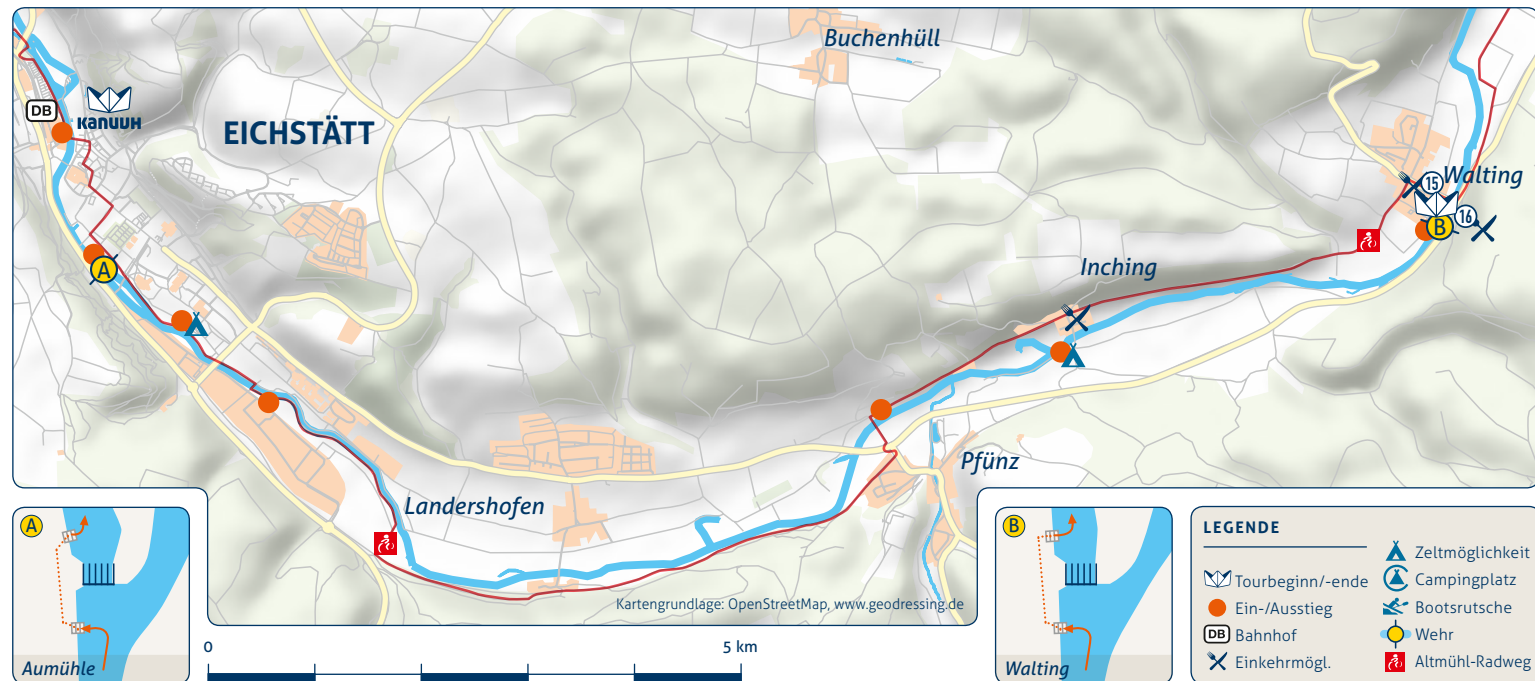 Buchenhüll
DB
KANUUH
EICHSTÄTT
15
Walting
16
B
A
Inching
Pfünz
Landershofen
Kartengrundlage: OpenStreetMap, www.geodressing.de
A
Aumühle
0
5 km
B
Walting
LEGENDE
Tourbeginn/-ende
Ein-/Ausstieg
DB Bahnhof
Einkehrmögl.
Zeltmöglichkeit
Campingplatz
Bootsrutsche
Wehr
Altmühl-Radweg